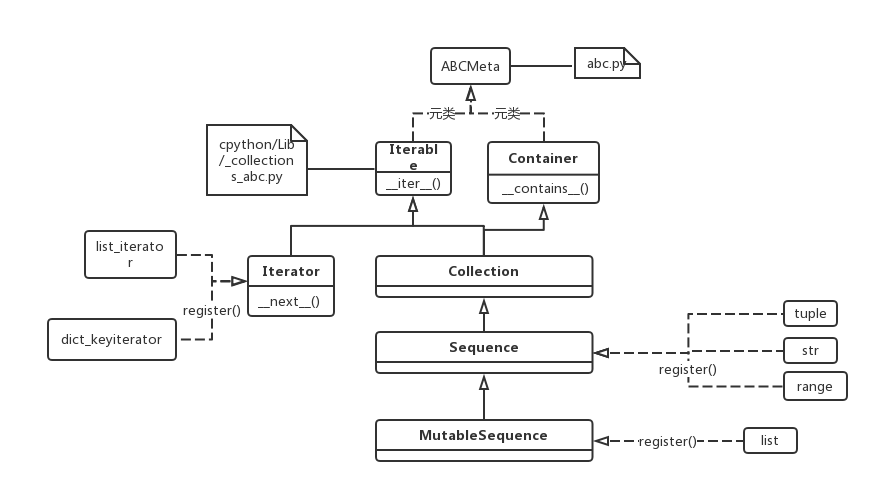 ABCMeta
abc.py
元类
元类
cpython/Lib
/_collection
s_abc.py
Iterabl
e
__iter__()
Container
__contains__()
list_iterato
r
Iterator
__next__()
Collection
register()
dict_keyiterator
Sequence
tuple
str
register()
range
MutableSequence
register()
list